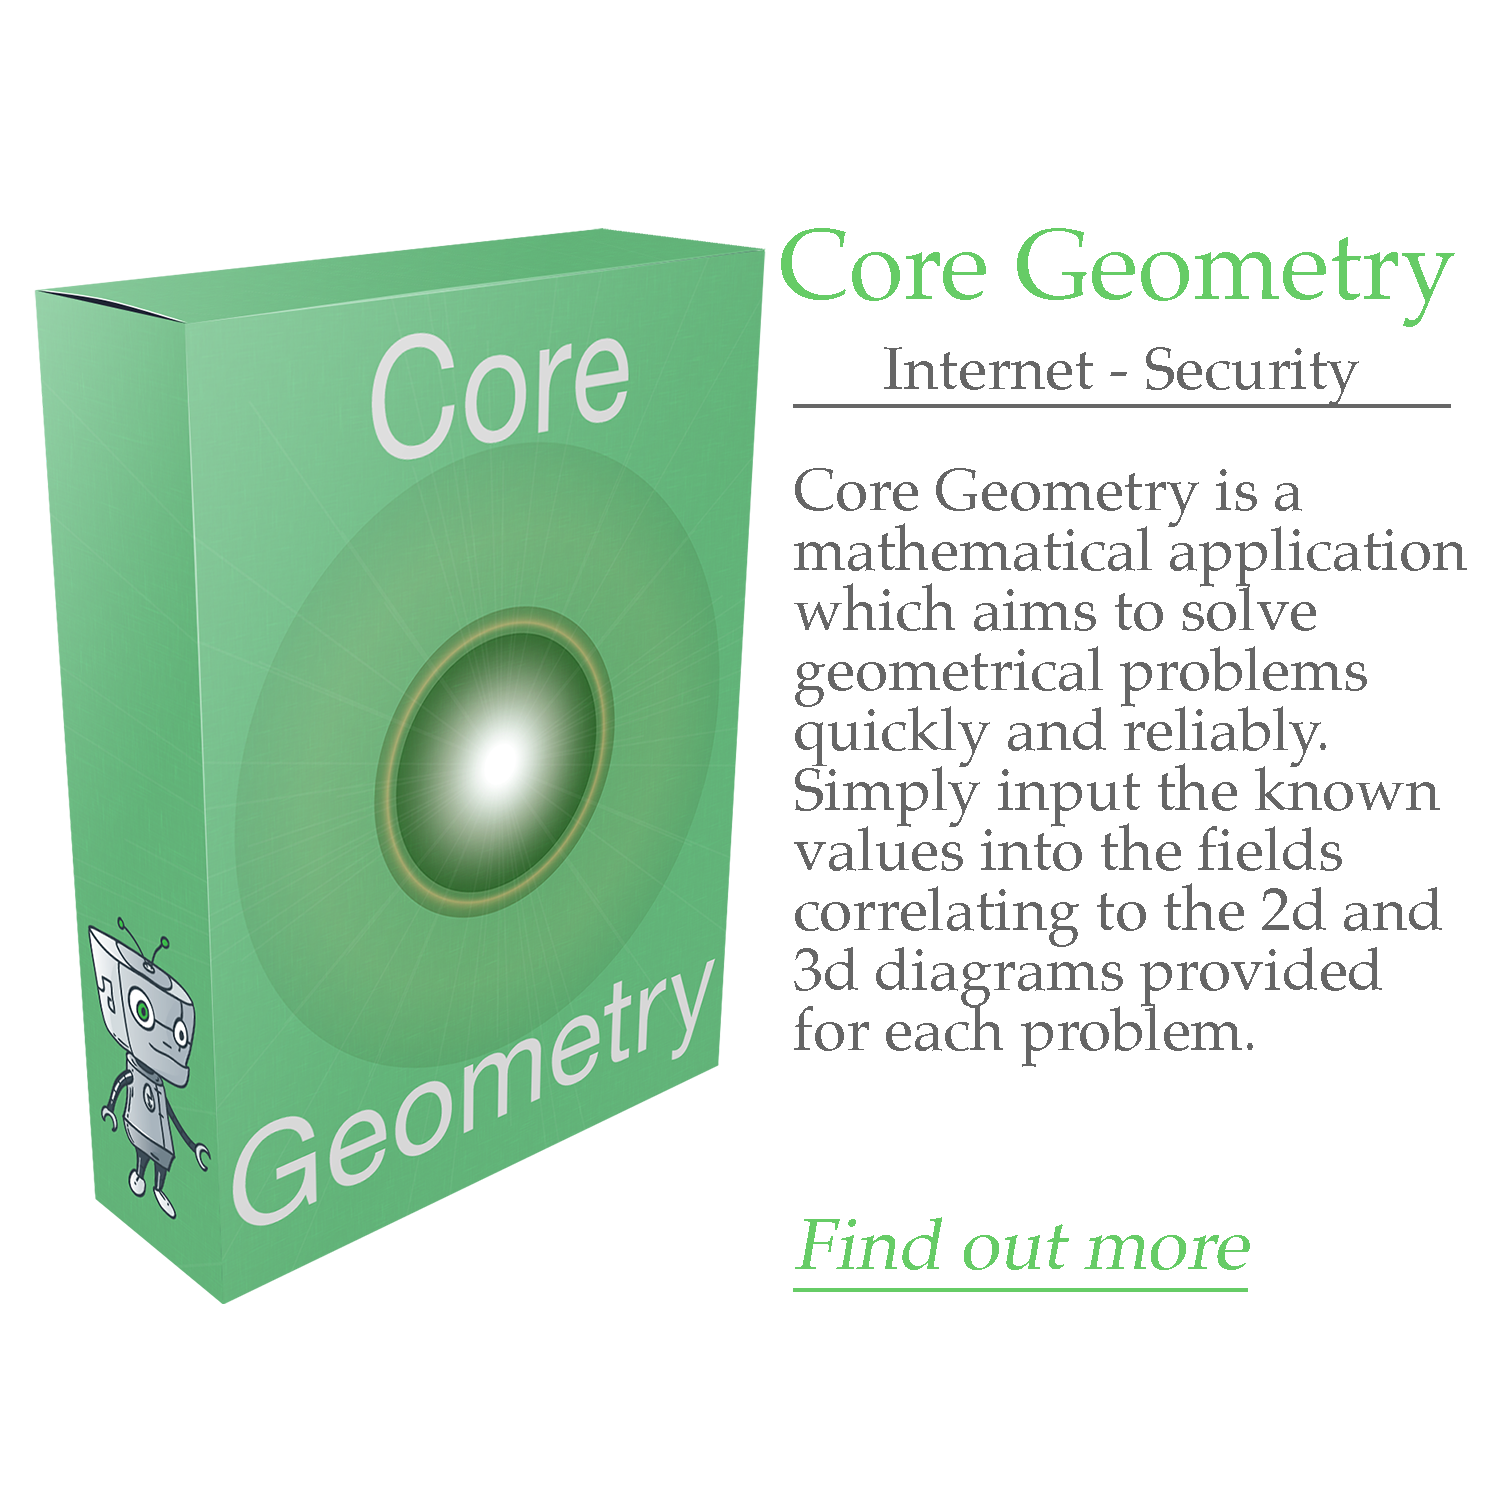 Core
Geometry
Core Geometry
Internet - Security
Core Geometry is a
mathematical application
which aims to solve
geometrical problems
quickly and reliably.
Simply input the known
values into the fields
correlating to the 2d and
3d diagrams provided
for each problem.
Find out more